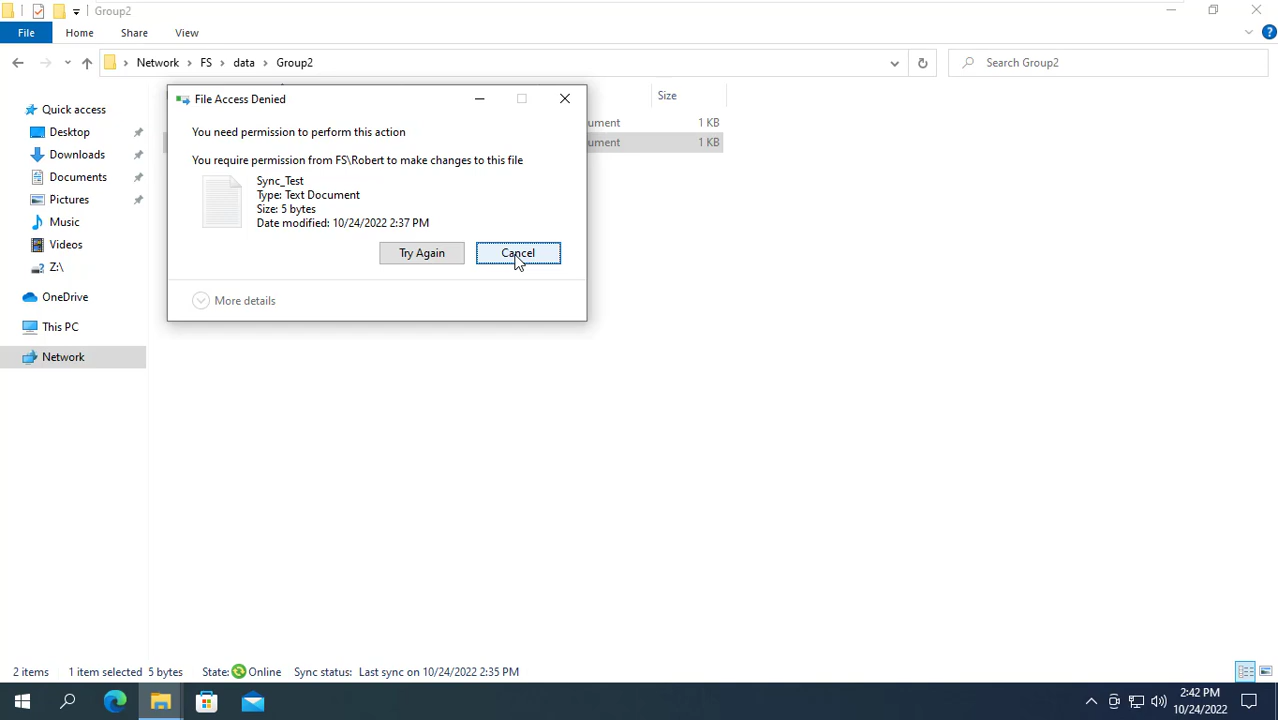 Group2
File Home Share View
Network FS data Group2
Search Group2
File Access Denied
Size
You need permission to perform this action
ument 1 KB
You require permission from FS\Robert to make changes to this file
ument 1 KB
Sync_Test
Type: Text Document
Size: 5 bytes
Date modified: 10/24/2022 2:37 PM
Try Again Cancel
More details
Quick access
Desktop
Downloads
Documents
Pictures
Music
Videos
Z:\
OneDrive
This PC
Network
2 items 1 item selected 5 bytes State: Online Sync status: Last sync on 10/24/2022 2:35 PM
2:42 PM
10/24/2022